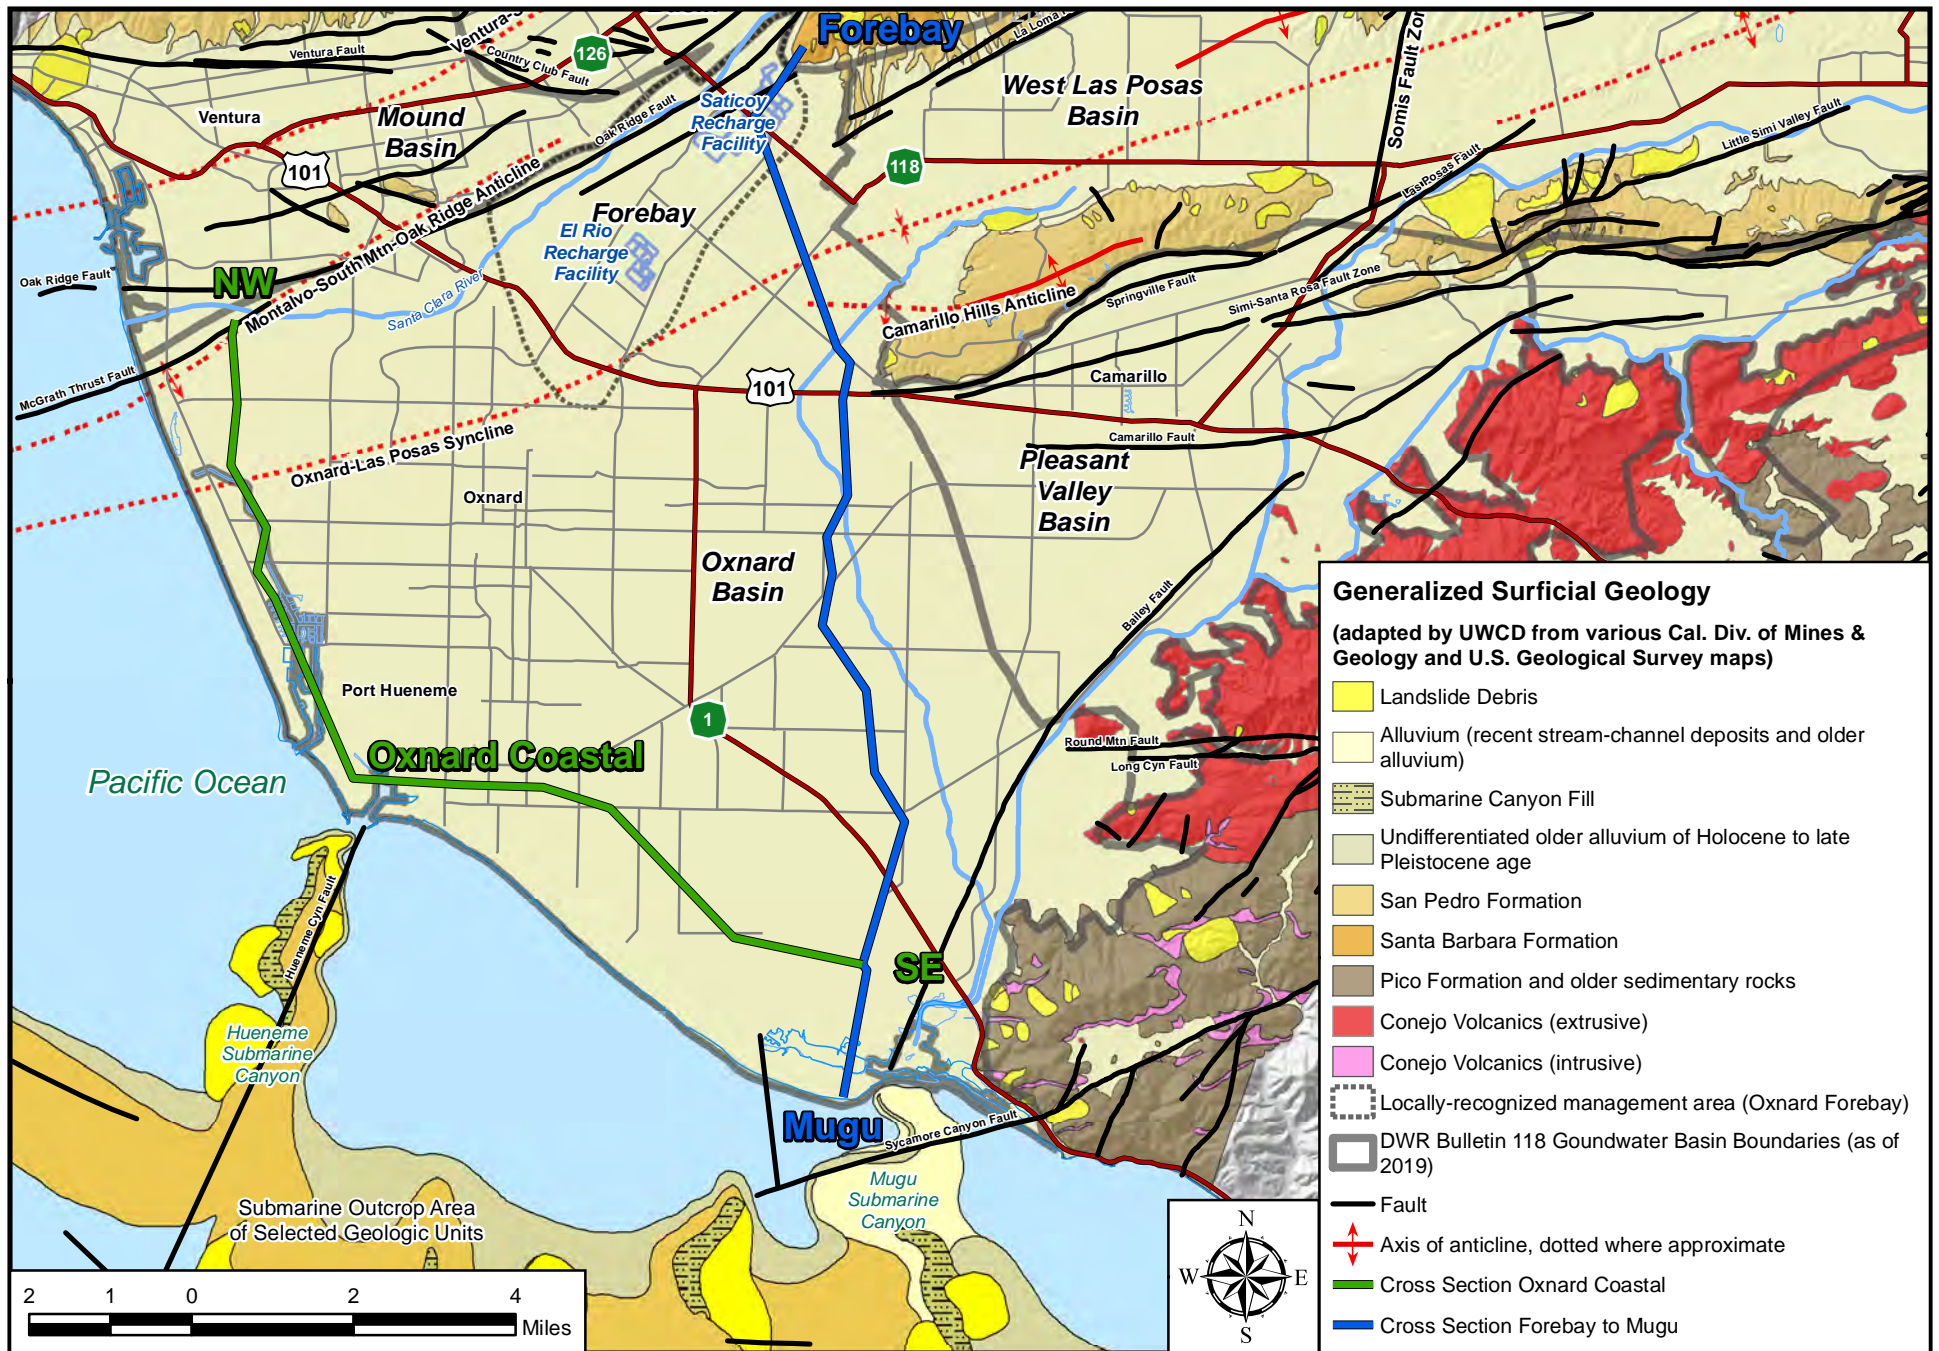 Forebay
Ventura Fault
Country Club Fault
126
La Loma
West Las Posas
Basin
Somis Fault Zon
Ventura
Mound
Basin
Oak Ridge Fault
Saticoy
Recharge
Facility
118
Little Simi Valley Fault
Las Posas Fault
101
Forebay
El Rio
Recharge
Facility
Oak Ridge Fault
NW
Montalvo-South Mtn-Oak Ridge Anticline
Santa Clara River
Camarillo Hills Anticline
Springville Fault
Simi-Santa Rosa Fault Zone
McGrath Thrust Fault
101
Camarillo
Oxnard-Las Posas Syncline
Camarillo Fault
Oxnard
Pleasant
Valley
Basin
Oxnard
Basin
Bailey Fault
Port Hueneme
1
Round Mtn Fault
Long Cyn Fault
Oxnard Coastal
Pacific Ocean
Hueneme Cyn Fault
SE
Hueneme
Submarine
Canyon
Mugu
Sycamore Canyon Fault
Mugu
Submarine
Canyon
Submarine Outcrop Area
of Selected Geologic Units
2 1 0 2 4
Miles
N
W E
S
Generalized Surficial Geology
(adapted by UWCD from various Cal. Div. of Mines &
Geology and U.S. Geological Survey maps)
Landslide Debris
Alluvium (recent stream-channel deposits and older
alluvium)
Submarine Canyon Fill
Undifferentiated older alluvium of Holocene to late
Pleistocene age
San Pedro Formation
Santa Barbara Formation
Pico Formation and older sedimentary rocks
Conejo Volcanics (extrusive)
Conejo Volcanics (intrusive)
Locally-recognized management area (Oxnard Forebay)
DWR Bulletin 118 Goundwater Basin Boundaries (as of
2019)
Fault
Axis of anticline, dotted where approximate
Cross Section Oxnard Coastal
Cross Section Forebay to Mugu